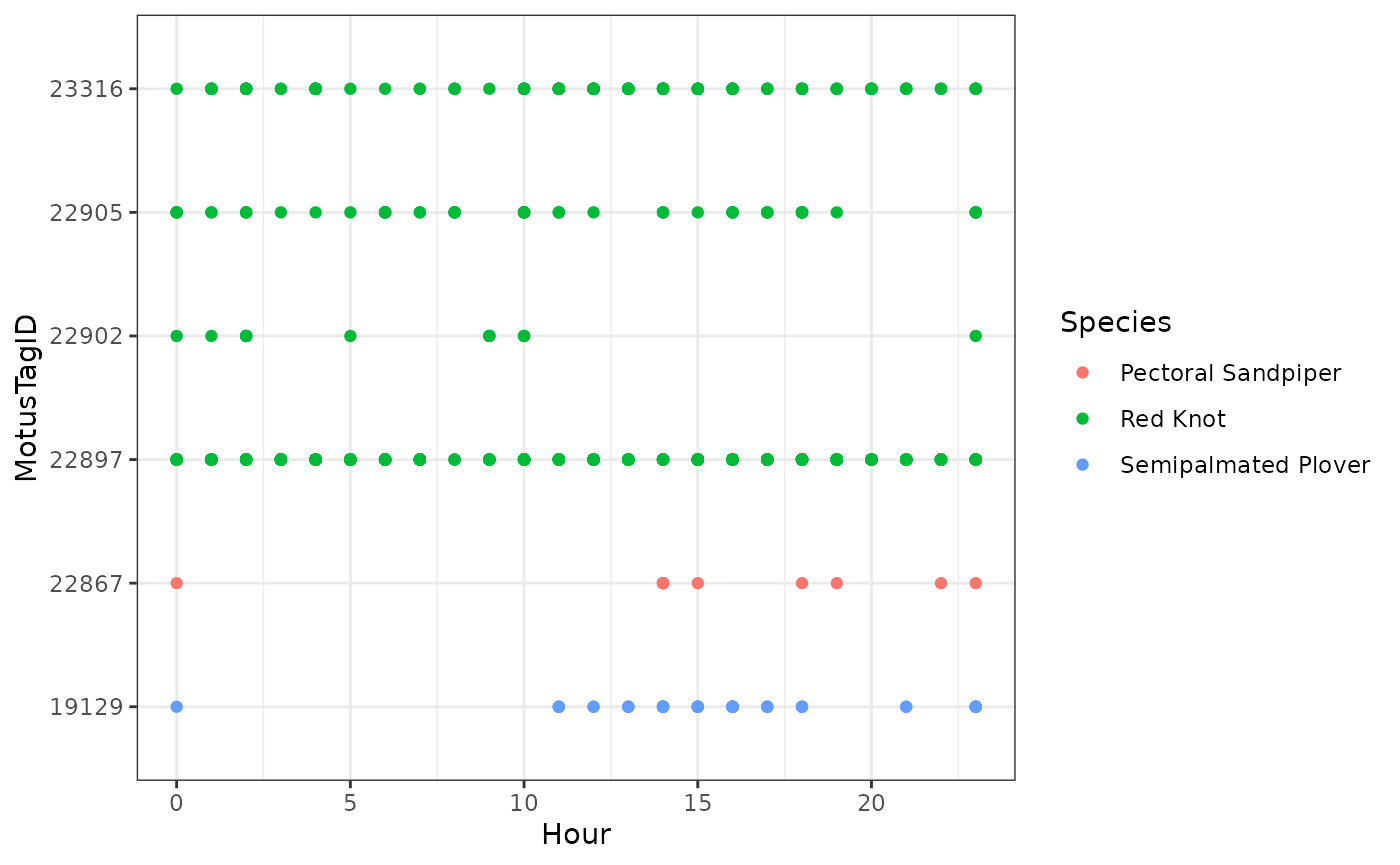 MotusTagID
23316
22905
22902
22897
22867
19129
0 5 10 15 20
Hour
Species
Pectoral Sandpiper
Red Knot
Semipalmated Plover